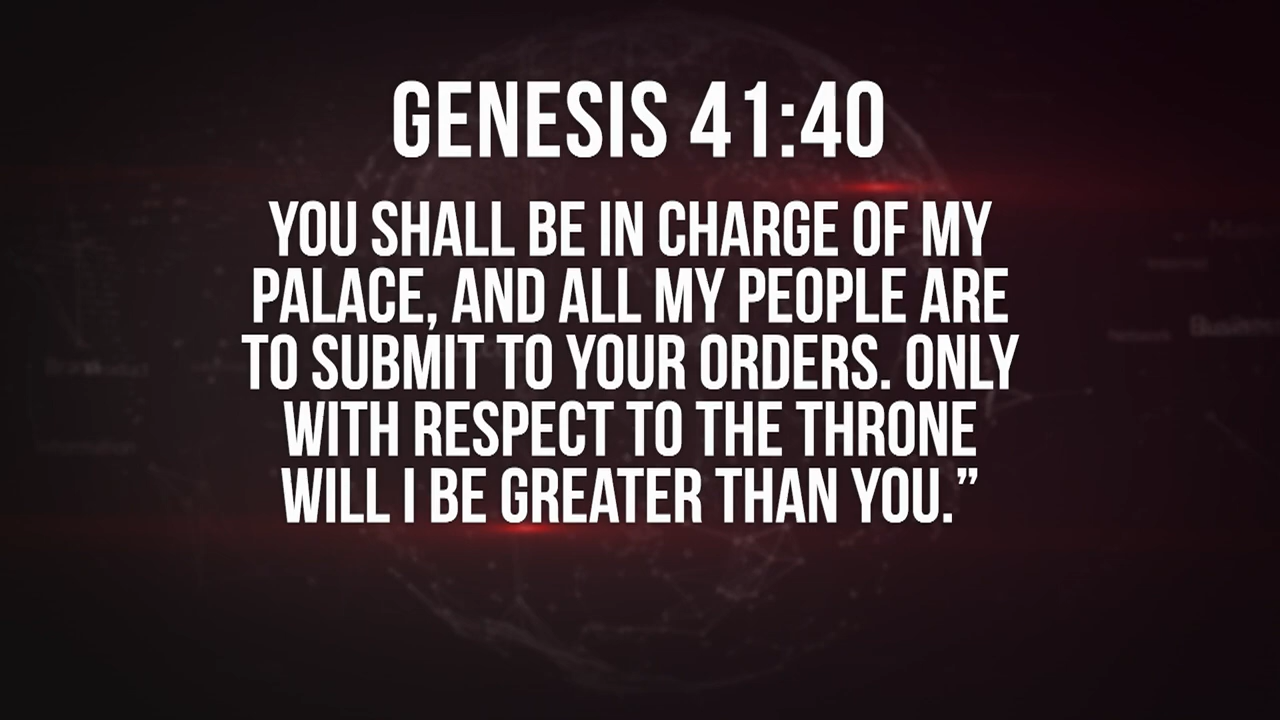 GENESIS 41:40
YOU SHALL BE IN CHARGE OF MY
PALACE, AND ALL MY PEOPLE ARE
TO SUBMIT TO YOUR ORDERS. ONLY
WITH RESPECT TO THE THRONE
WILL I BE GREATER THAN YOU.”